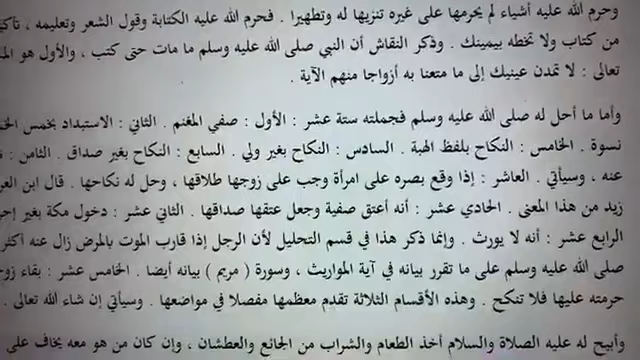 وحرم الله عليه أشياء لم يحرمها على غيره تنزيها له وتطهيرا . فحرم الله عليه الكتابة وقول الشعر وتعليمه ،
من كتاب ولا تخطه بيمينك . وذكر النقاش أن النبي صلى الله عليه وسلم ما مات حتى كتب ، والأول هو
تعالى : لا تمدن عينيك إلى ما متعنا به أزواجا منهم الآية .
وأما ما أحل له صلى الله عليه وسلم فجملته ستة عشر : الأول : صفي المغنم . الثاني : الاستبداد بخمس
نسوة . الخامس : النكاح بلفظ الهبة . السادس : النكاح بغير ولي . السابع : النكاح بغير صداق . الثامن :
عنه ، وسيأتي . العاشر : إذا وقع بصره على امرأة وجب على زوجها طلاقها ، وحل له نكاحها . قال ابن
زيد من هذا المعنى . الحادي عشر : أنه أعتق صفية وجعل عتقها صداقها . الثاني عشر : دخول مكة بغير
الرابع عشر : أنه لا يورث . وإنما ذكر هذا في قسم التحليل لأن الرجل إذا قارب الموت بالمرض زال عنه أكثر
صلى الله عليه وسلم على ما تقرر بيانه في آية المواريث ، وسورة ( مريم ) بيانه أيضا . الخامس عشر : بقاء
حرمته عليها فلا تنكح . وهذه الأقسام الثلاثة تقدم معظمها مفصلا في مواضعها . وسيأتي إن شاء الله تعالى .
وأبيح له عليه الصلاة والسلام أخذ الطعام والشراب من الجائع والعطشان ، وإن كان من هو معه يخاف على